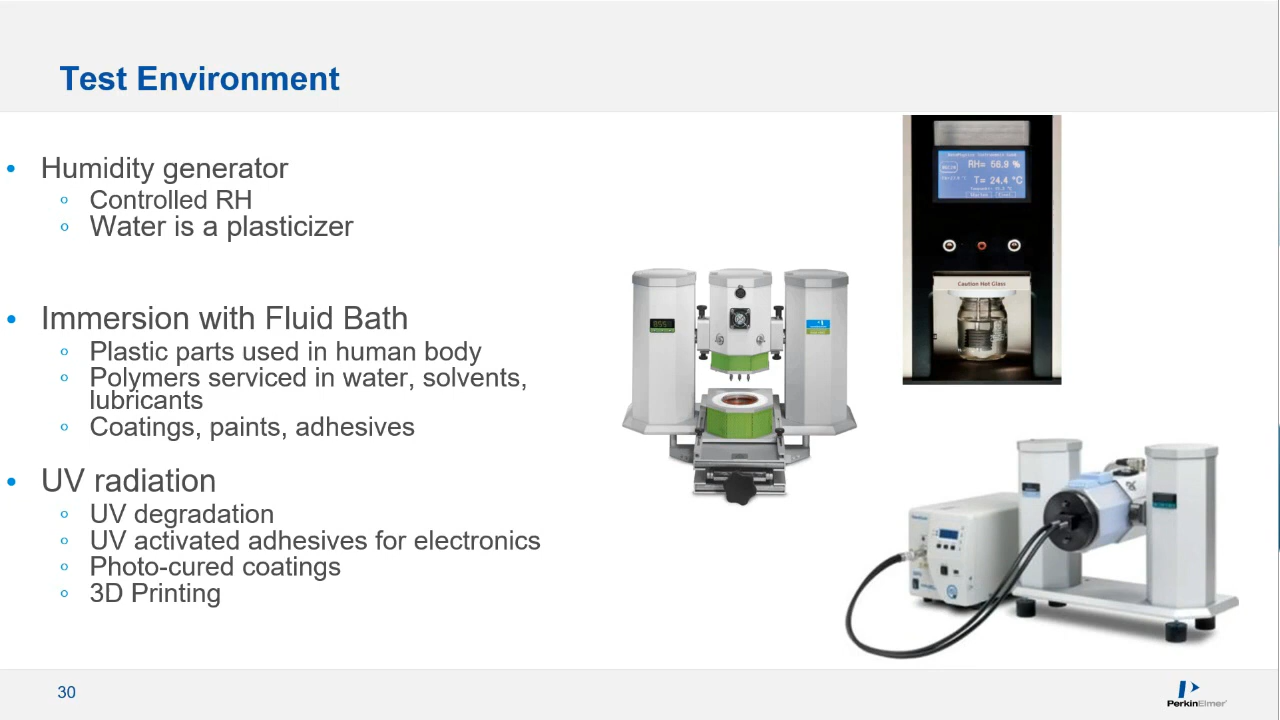 Test Environment
• Humidity generator
º Controlled RH
º Water is a plasticizer
• Immersion with Fluid Bath
º Plastic parts used in human body
º Polymers serviced in water, solvents,
lubricants
º Coatings, paints, adhesives
• UV radiation
º UV degradation
º UV activated adhesives for electronics
º Photo-cured coatings
º 3D Printing
RH= 56,9 %
T= 24,4 °C
Caution Hot Glass
30
PerkinElmer